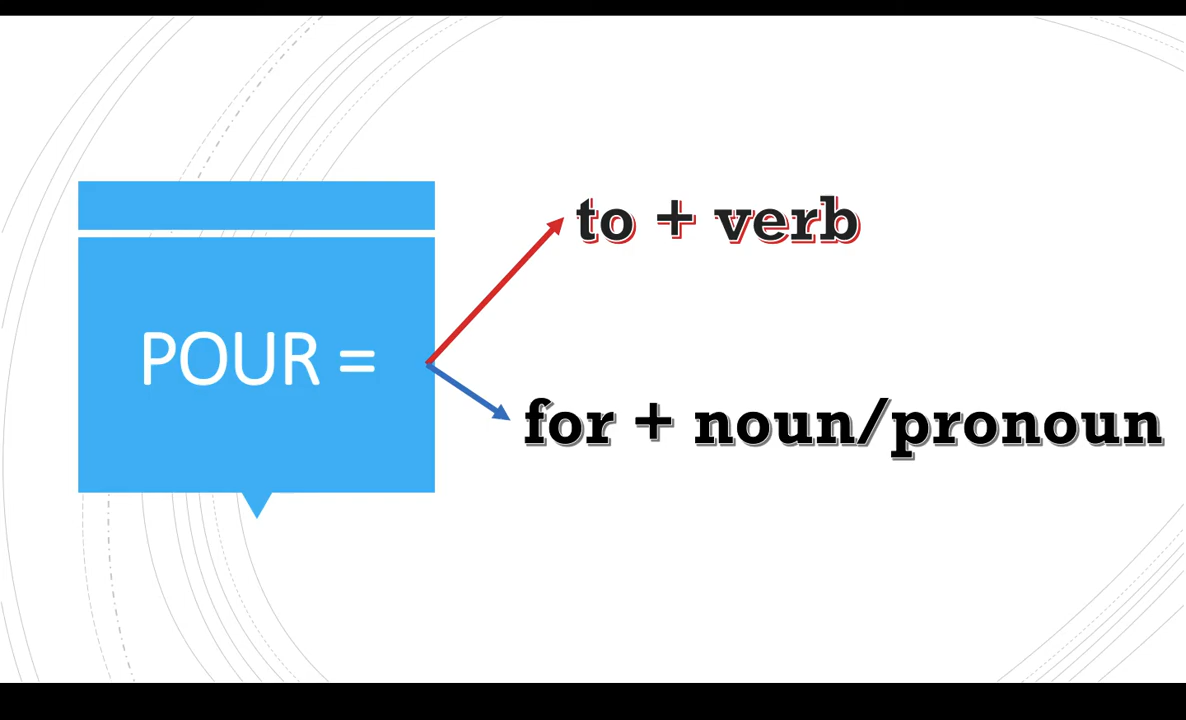 to + verb
POUR =
for + noun/pronoun